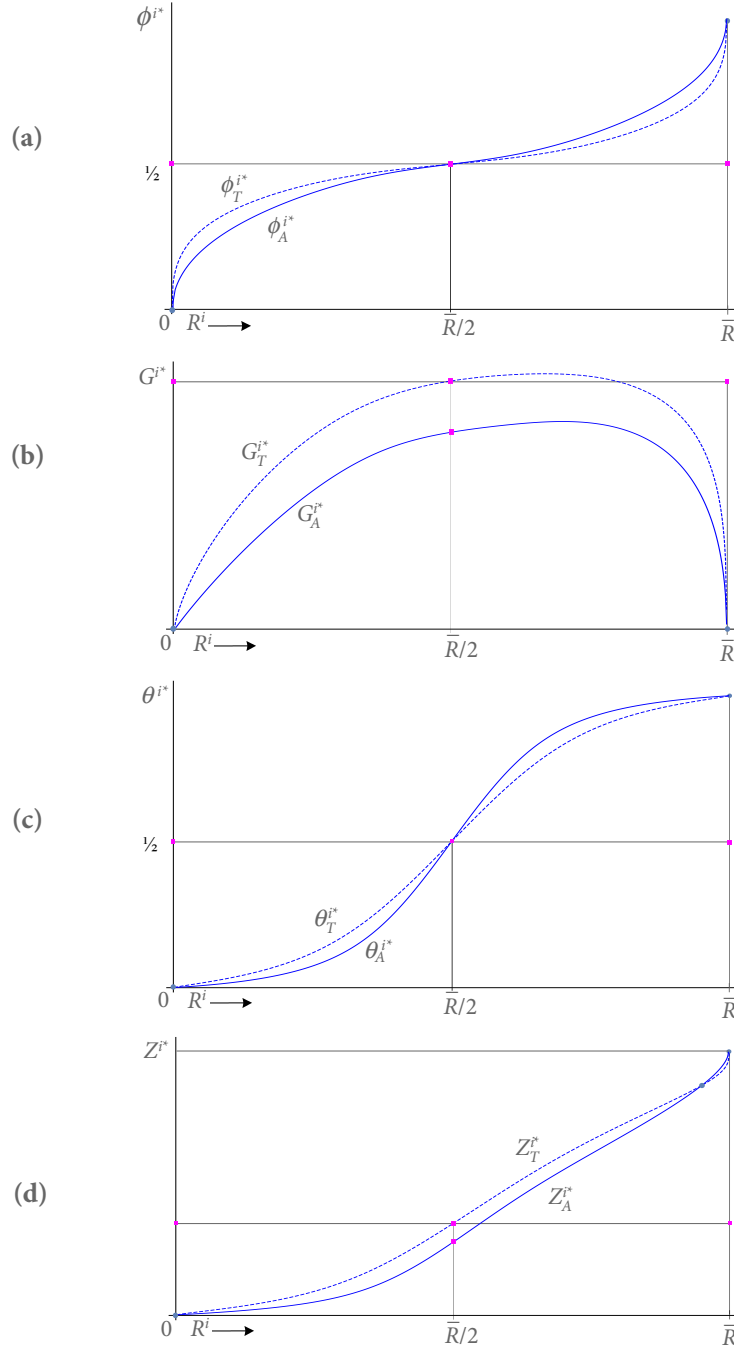 ϕ^{i*}
(a)
½
ϕ_T^{i*}
ϕ_A^{i*}
0 R^i R̅/2 R̅
G^{i*}
(b)
G_T^{i*}
G_A^{i*}
0 R^i R̅/2 R̅
θ^{i*}
(c)
½
θ_T^{i*}
θ_A^{i*}
0 R^i R̅/2 R̅
Z^{i*}
Z_T^{i*}
(d)
Z_A^{i*}
0 R^i R̅/2 R̅